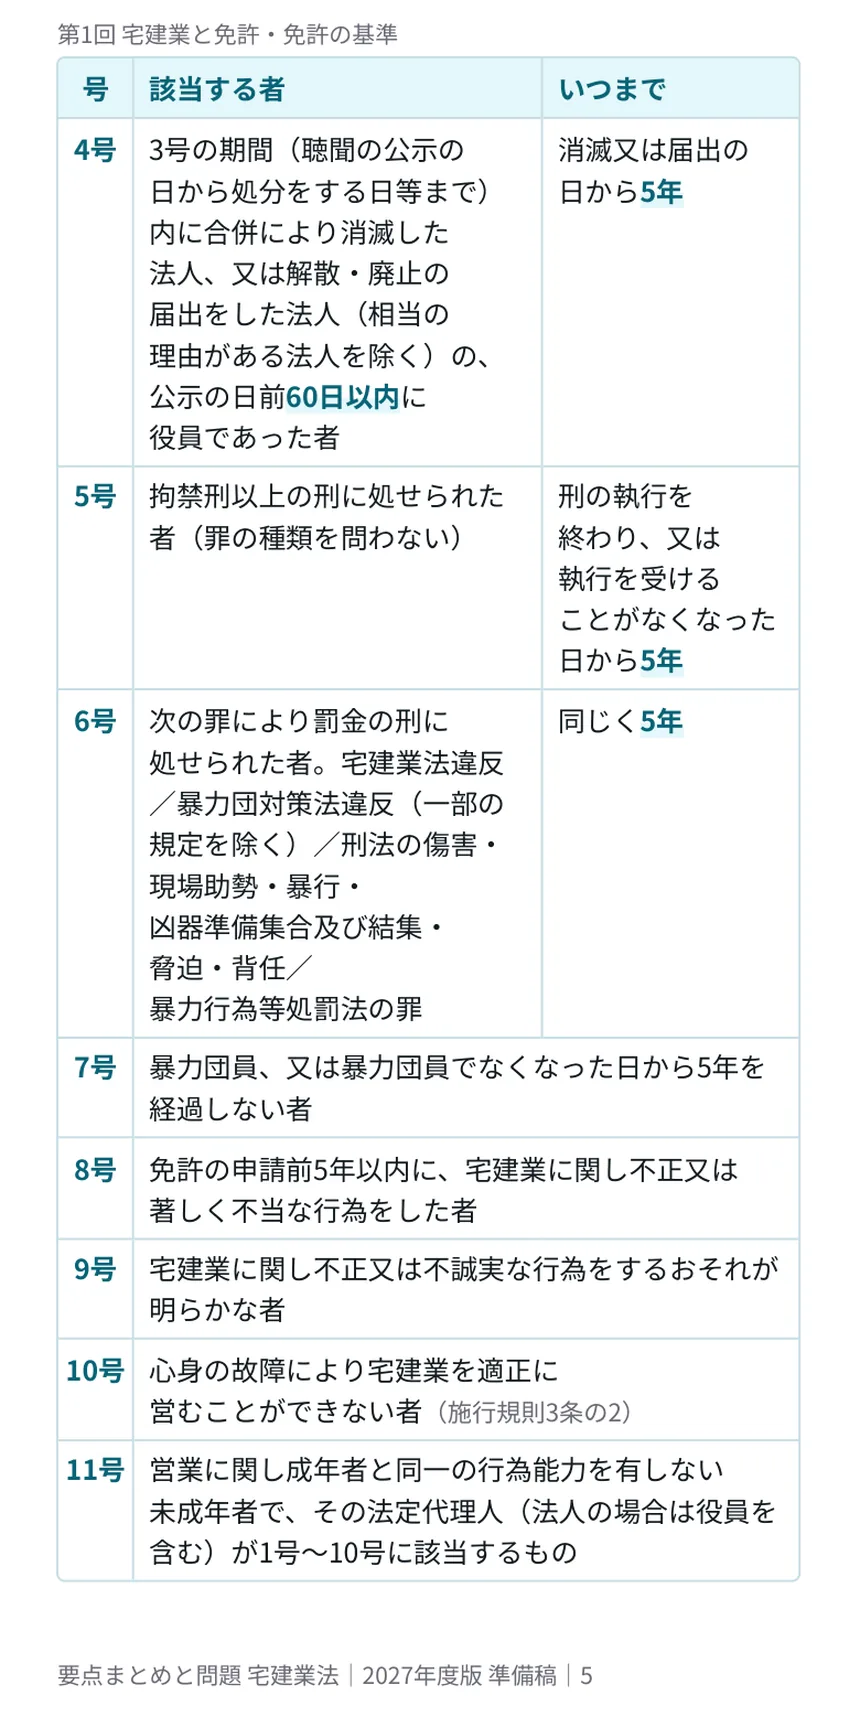 第1回 宅建業と免許・免許の基準
号 該当する者 いつまで
4号 3号の期間（聴聞の公示の 消滅又は届出の
日から処分をする日等まで） 日から5年
内に合併により消滅した
法人、又は解散・廃止の
届出をした法人（相当の
理由がある法人を除く）の、
公示の日前60日以内に
役員であった者
5号 拘禁刑以上の刑に処せられた 刑の執行を
者（罪の種類を問わない） 終わり、又は
執行を受ける
ことがなくなった
日から5年
6号 次の罪により罰金の刑に 同じく5年
処せられた者。宅建業法違反
／暴力団対策法違反（一部の
規定を除く）／刑法の傷害・
現場助勢・暴行・
凶器準備集合及び結集・
脅迫・背任／
暴力行為等処罰法の罪
7号 暴力団員、又は暴力団員でなくなった日から5年を
経過しない者
8号 免許の申請前5年以内に、宅建業に関し不正又は
著しく不当な行為をした者
9号 宅建業に関し不正又は不誠実な行為をするおそれが
明らかな者
10号 心身の故障により宅建業を適正に
営むことができない者（施行規則3条の2）
11号 営業に関し成年者と同一の行為能力を有しない
未成年者で、その法定代理人（法人の場合は役員を
含む）が1号〜10号に該当するもの
要点まとめと問題 宅建業法｜2027年度版 準備稿｜5